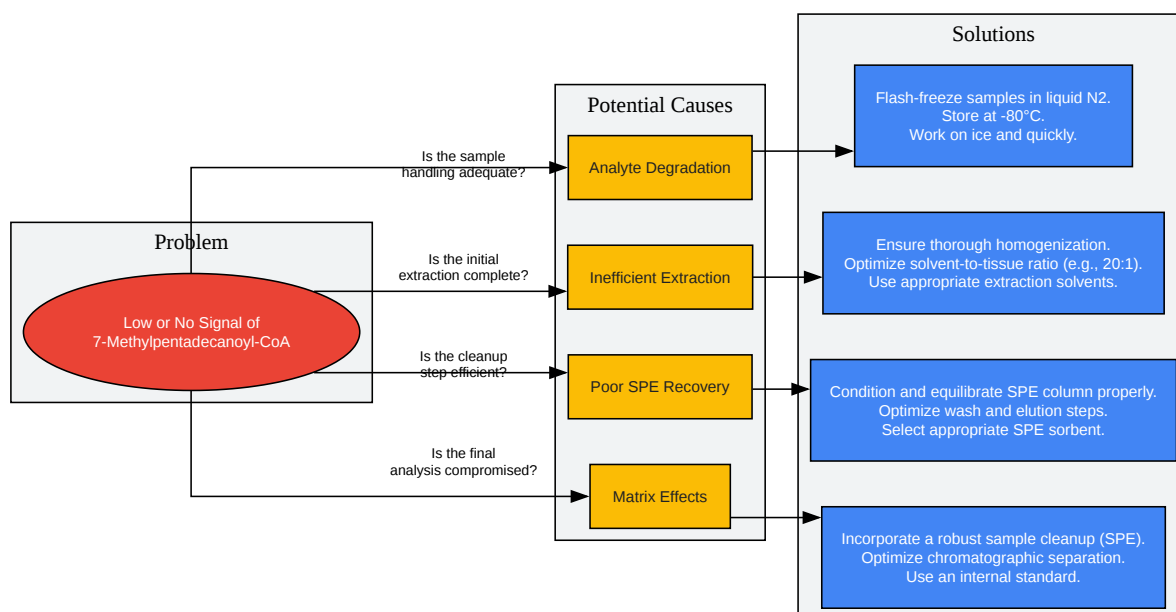 Problem
Low or No Signal of
7-Methylpentadecanoyl-CoA
Is the sample
handling adequate?
Is the initial
extraction complete?
Is the cleanup
step efficient?
Is the final
analysis compromised?
Potential Causes
Analyte Degradation
Inefficient Extraction
Poor SPE Recovery
Matrix Effects
Solutions
Flash-freeze samples in liquid N2.
Store at -80°C.
Work on ice and quickly.
Ensure thorough homogenization.
Optimize solvent-to-tissue ratio (e.g., 20:1).
Use appropriate extraction solvents.
Condition and equilibrate SPE column properly.
Optimize wash and elution steps.
Select appropriate SPE sorbent.
Incorporate a robust sample cleanup (SPE).
Optimize chromatographic separation.
Use an internal standard.